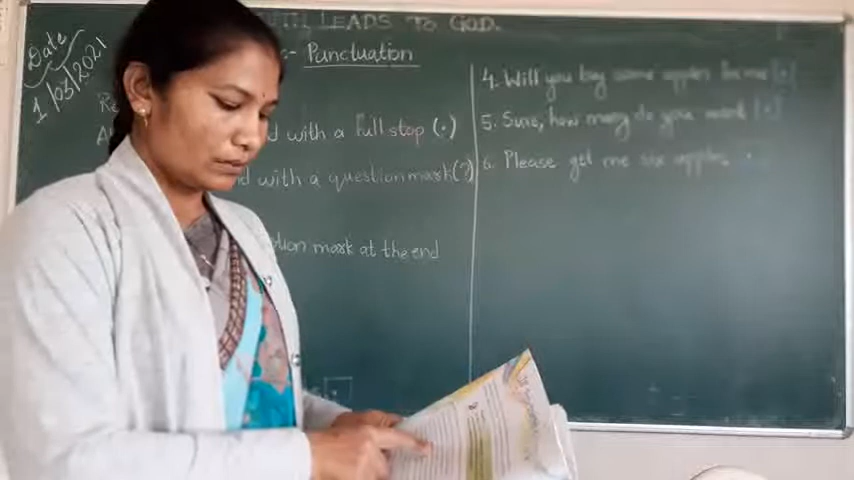 LEADS TO GOD.
Date
1/03/2021
:- Punctuation
with a full stop (.)
with a question mark (?)
mark at the end
4. Will you buy some apples for me [.]
5. Sure, how many do you want [.]
6. Please get me six apples.